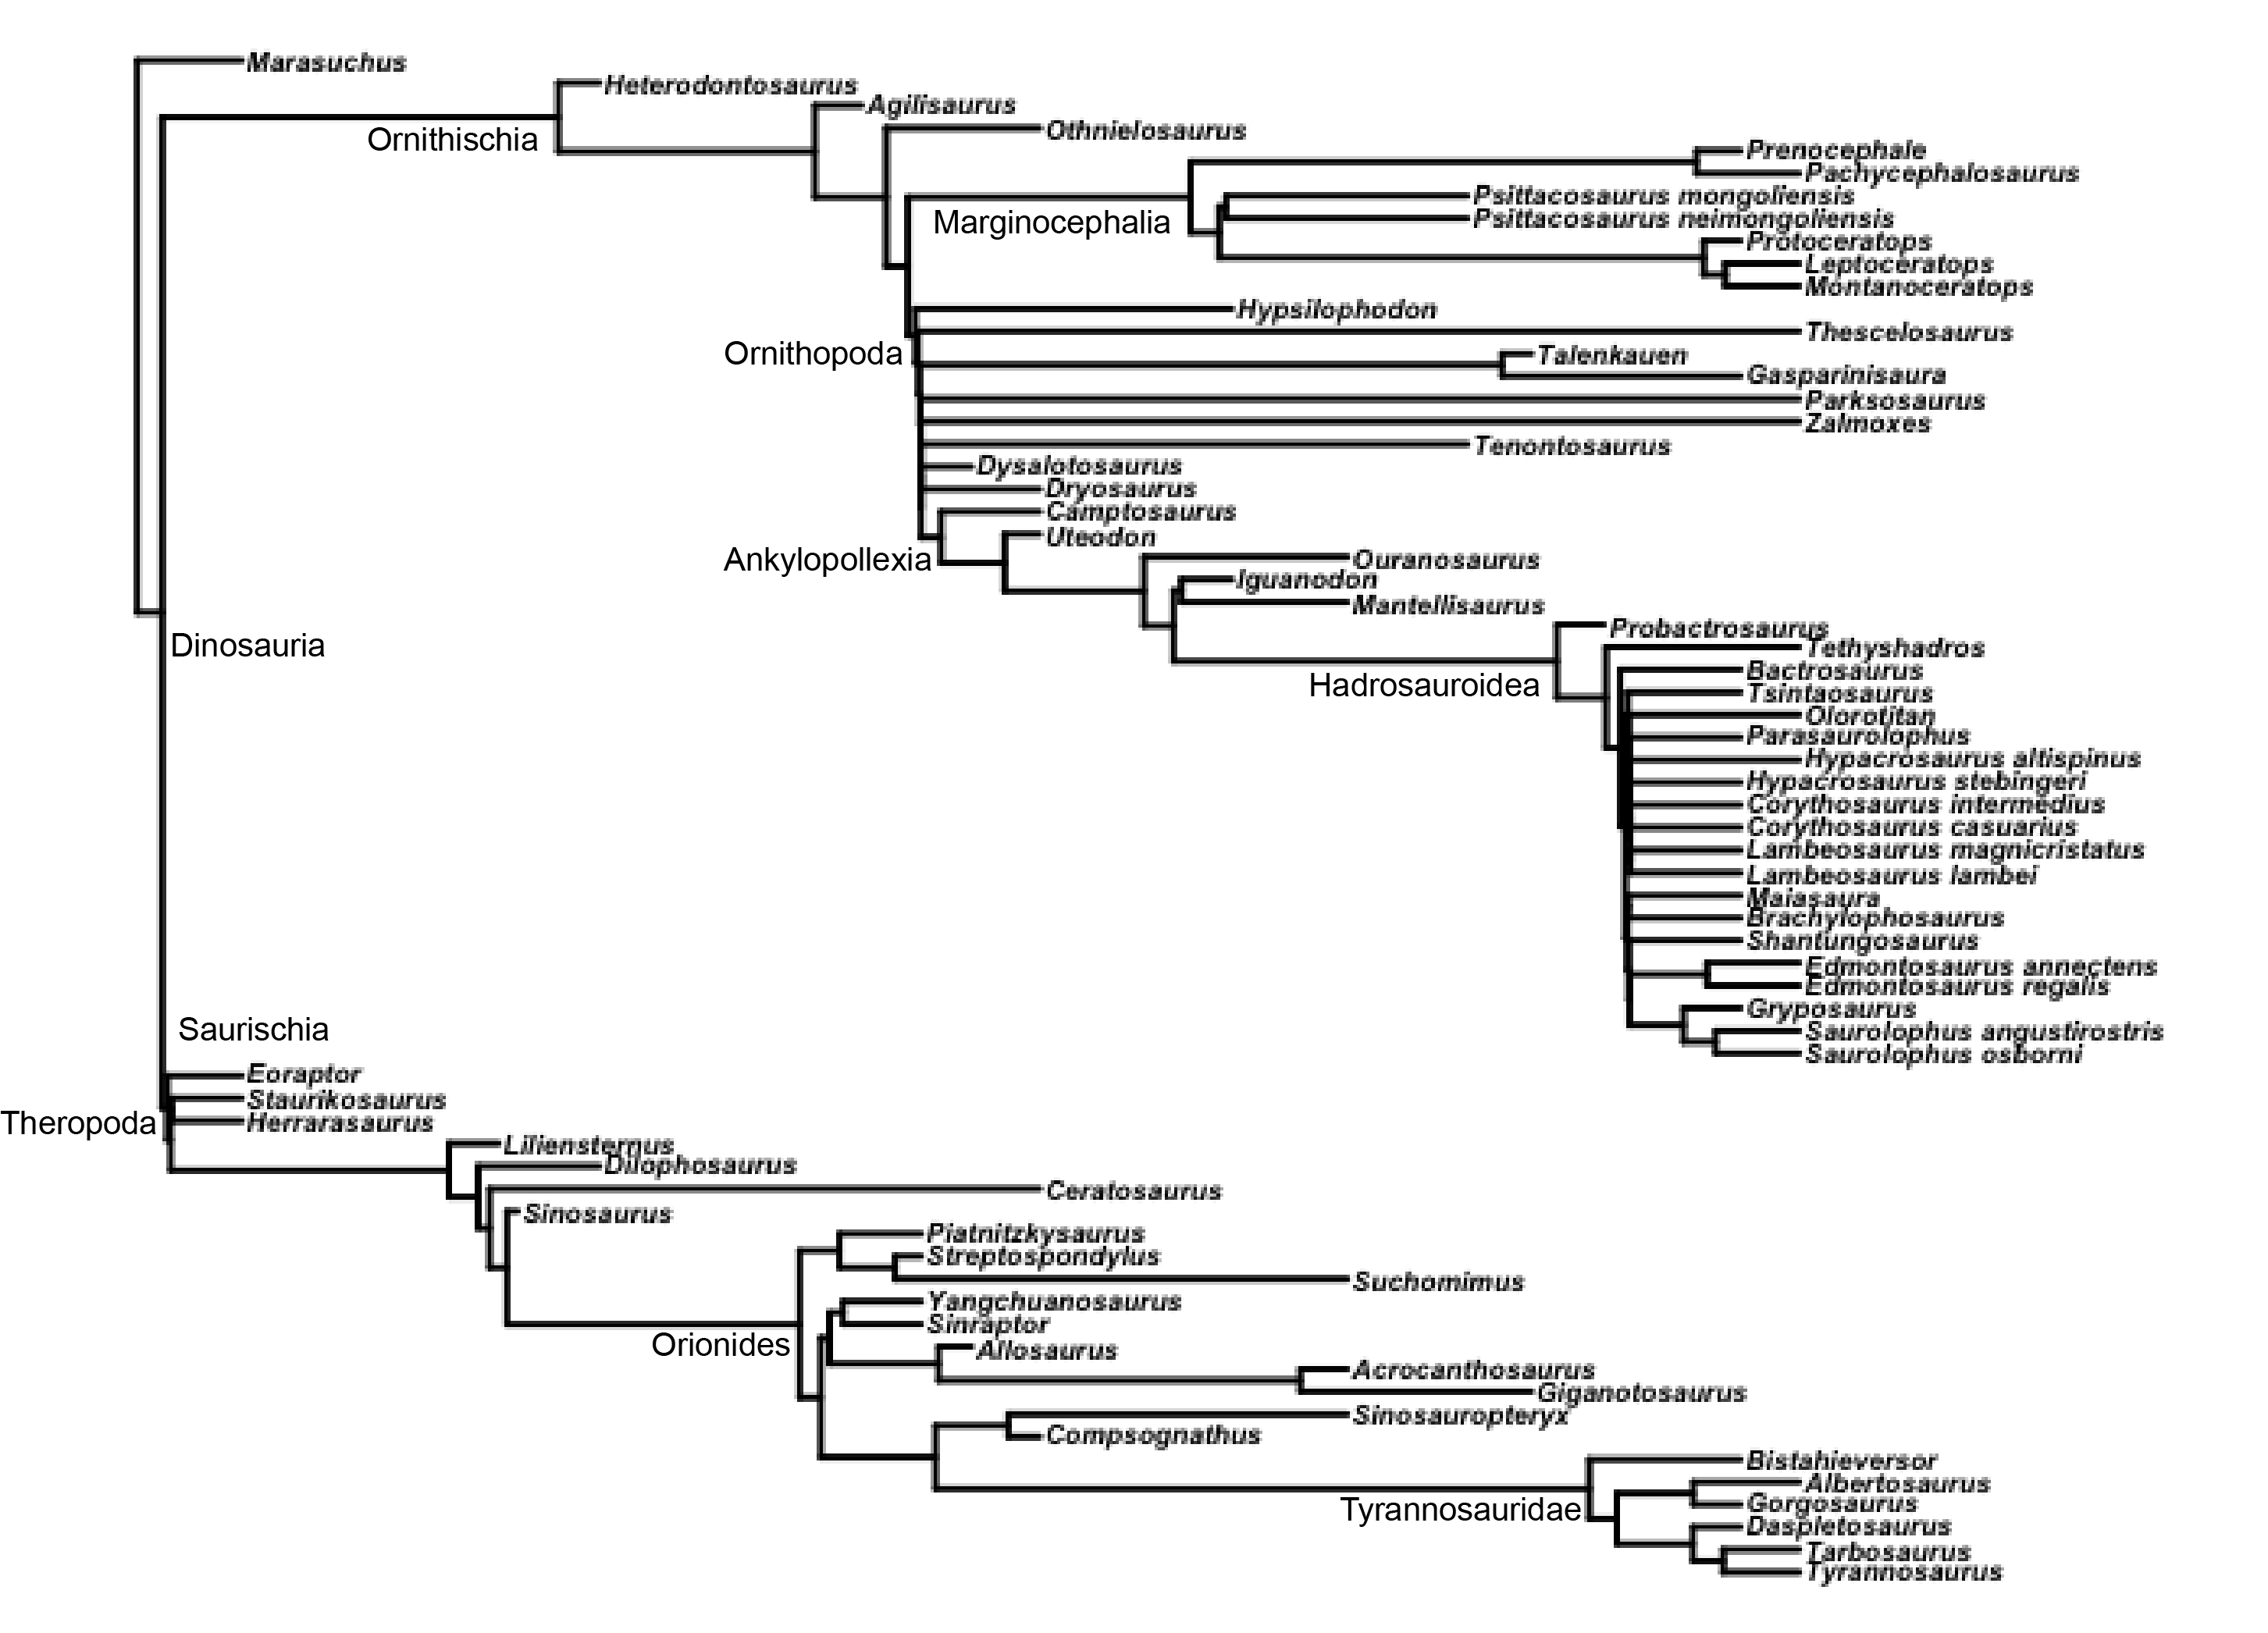 Marasuchus
Heterodontosaurus
Agilisaurus
Ornithischia
Othnielosaurus
Prenocephale
Pachycephalosaurus
Psittacosaurus mongoliensis
Marginocephalia
Psittacosaurus neimongoliensis
Protoceratops
Leptoceratops
Montanoceratops
Hypsilophodon
Thescelosaurus
Ornithopoda
Talenkauen
Gasparinisaura
Parksosaurus
Zalmoxes
Tenontosaurus
Dysalotosaurus
Dryosaurus
Camptosaurus
Uteodon
Ankylopollexia
Ouranosaurus
Iguanodon
Mantellisaurus
Probactrosaurus
Dinosauria
Tethyshadros
Bactrosaurus
Hadrosauroidea
Tsintaosaurus
Olorotitan
Parasaurolophus
Hypacrosaurus altispinus
Hypacrosaurus stebingeri
Corythosaurus intermedius
Corythosaurus casuarius
Lambeosaurus magnicristatus
Lambeosaurus lambei
Maiasaura
Brachylophosaurus
Shantungosaurus
Edmontosaurus annectens
Edmontosaurus regalis
Gryposaurus
Saurischia
Saurolophus angustirostris
Saurolophus osborni
Eoraptor
Staurikosaurus
Theropoda
Herrarasaurus
Liliensternus
Dilophosaurus
Ceratosaurus
Sinosaurus
Piatnitzkysaurus
Streptospondylus
Suchomimus
Yangchuanosaurus
Sinraptor
Orionides
Allosaurus
Acrocanthosaurus
Giganotosaurus
Sinosauropteryx
Compsognathus
Bistahieversor
Albertosaurus
Gorgosaurus
Tyrannosauridae
Daspletosaurus
Tarbosaurus
Tyrannosaurus